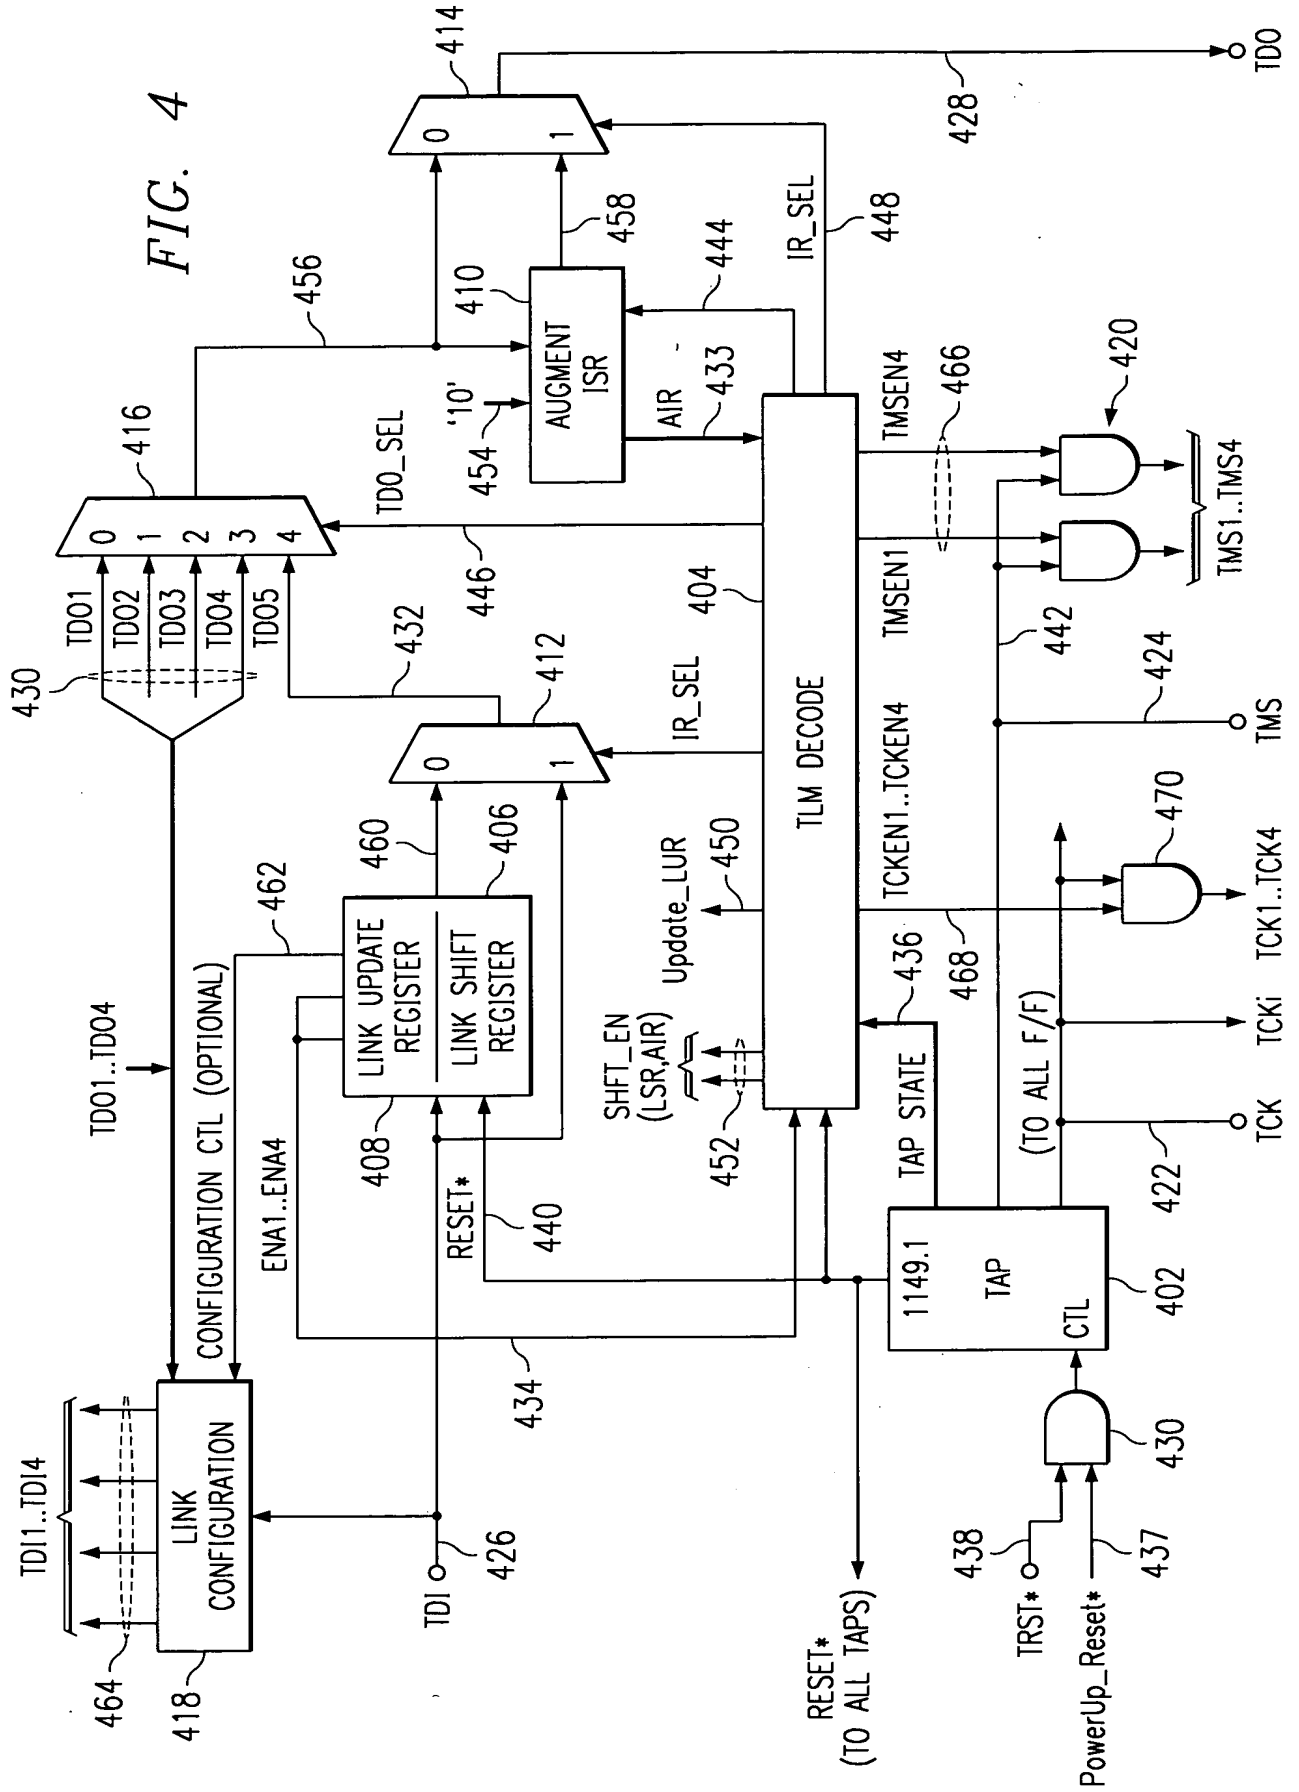 FIG. 4
TDI1..TDI4
464
418
LINK
CONFIGURATION
TDO1..TDO4
CONFIGURATION CTL (OPTIONAL)
462
430
TDO1
TDO2
TDO3
TDO4
TDO5
0
1
2
3
4
416
456
TDO_SEL
446
432
TDI
426
ENA1..ENA4
434
RESET*
440
408
LINK UPDATE
REGISTER
LINK SHIFT
REGISTER
406
460
0
1
412
IR_SEL
'10'
454
AUGMENT
ISR
410
458
AIR
433
444
0
1
414
IR_SEL
448
428
TDO
SHFT_EN
(LSR,AIR)
452
Update_LUR
450
TLM DECODE
404
RESET*
(TO ALL TAPS)
TAP STATE
436
468
TCKEN1..TCKEN4
TMSEN1
TMSEN4
466
420
TMS1..TMS4
442
424
TMS
470
TCK1..TCK4
TCKi
(TO ALL F/F)
422
TCK
1149.1
TAP
CTL
402
430
TRST*
438
PowerUp_Reset*
437